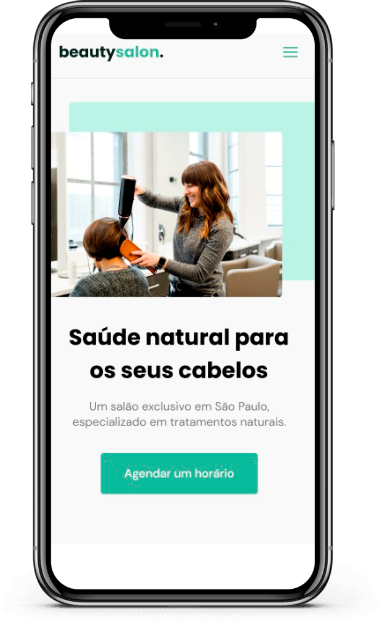 beautysalon.
Saúde natural para
os seus cabelos
Um salão exclusivo em São Paulo,
especializado em tratamentos naturais.
Agendar um horário